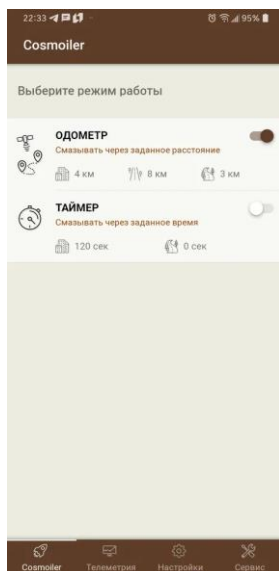 22:33 95%
Cosmoiler
Выберите режим работы
ОДОМЕТР
Смазывать через заданное расстояние
4 км 8 км 3 км
ТАЙМЕР
Смазывать через заданное время
120 сек 0 сек
Cosmoiler Телеметрия Настройки Сервис